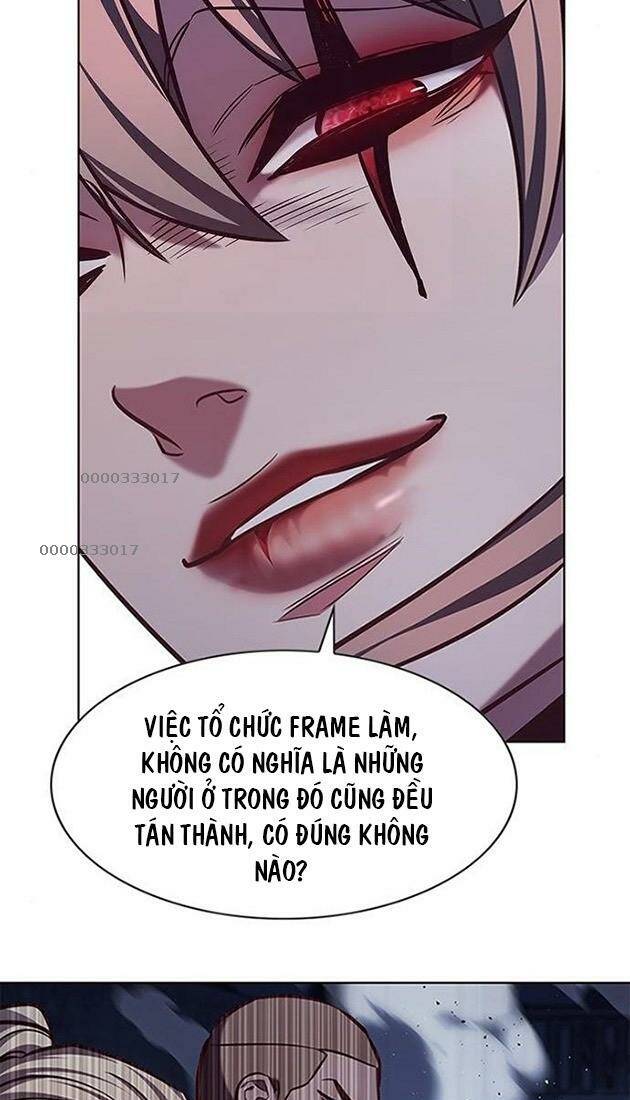 0000333017
0000333017
VIỆC TỔ CHỨC FRAME LÀM,
KHÔNG CÓ NGHĨA LÀ NHỮNG
NGƯỜI Ở TRONG ĐÓ CŨNG ĐỀU
TÁN THÀNH, CÓ ĐÚNG KHÔNG
NÀO?